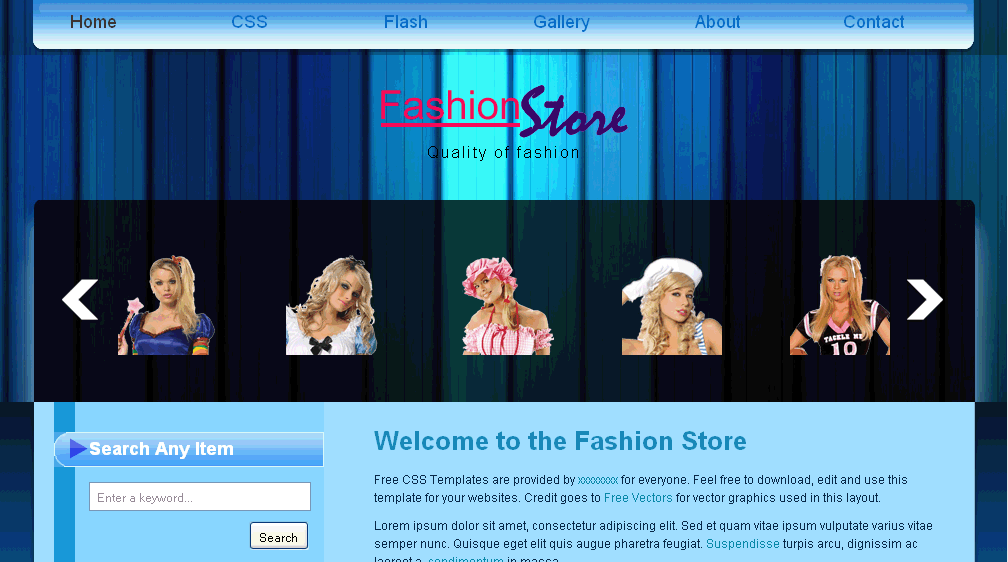 Home CSS Flash Gallery About Contact
FashionStore
Quality of fashion
TACKLE ME
10
Search Any Item
Enter a keyword...
Search
Welcome to the Fashion Store
Free CSS Templates are provided by xxxxxxxx for everyone. Feel free to download, edit and use this
template for your websites. Credit goes to Free Vectors for vector graphics used in this layout.
Lorem ipsum dolor sit amet, consectetur adipiscing elit. Sed et quam vitae ipsum vulputate varius vitae
semper nunc. Quisque eget elit quis augue pharetra feugiat. Suspendisse turpis arcu, dignissim ac
laoreet a, condimentum in massa.